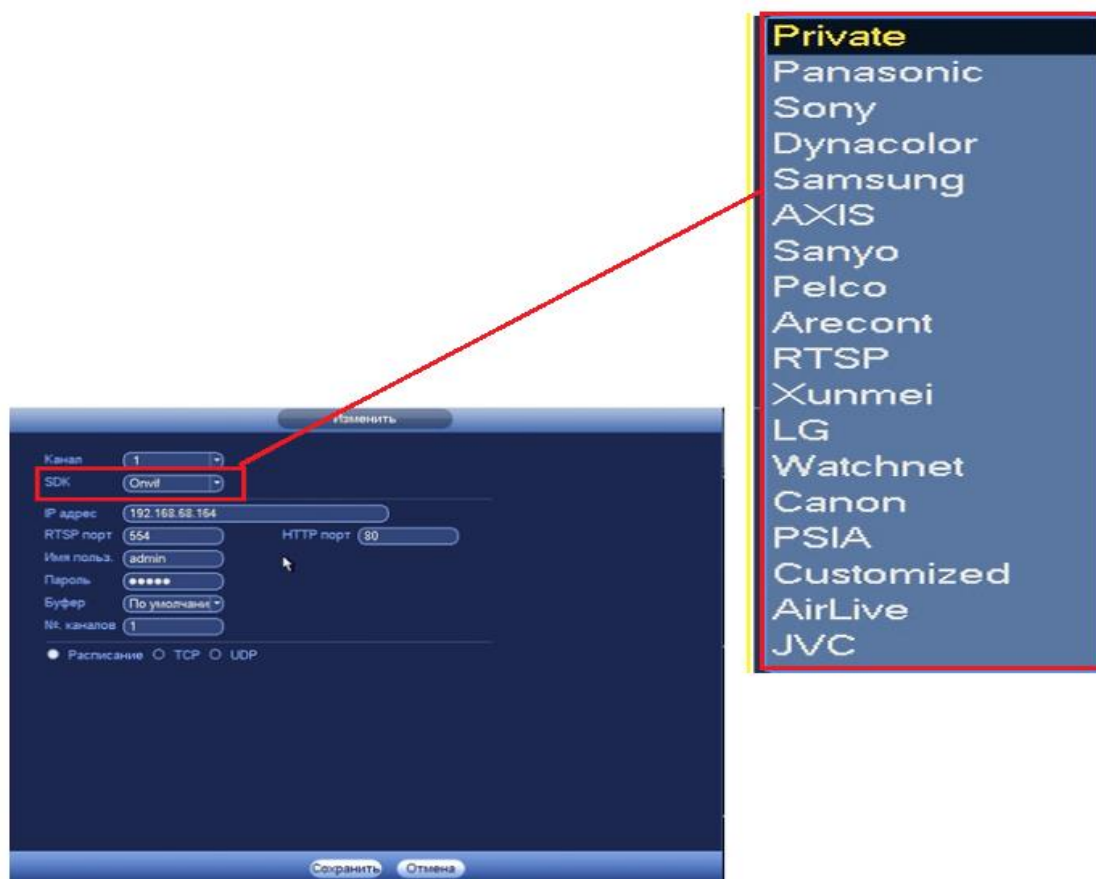 Private
Panasonic
Sony
Dynacolor
Samsung
AXIS
Sanyo
Pelco
Arecont
RTSP
Xunmei
LG
Watchnet
Canon
PSIA
Customized
AirLive
JVC
Изменить
Канал 1
SDK Onvif
IP адрес 192.168.68.164
RTSP порт 554 HTTP порт 80
Имя польз. admin
Пароль ●●●●●
Буфер По умолчани
№. каналов 1
Расписание TCP UDP
Сохранить Отмена